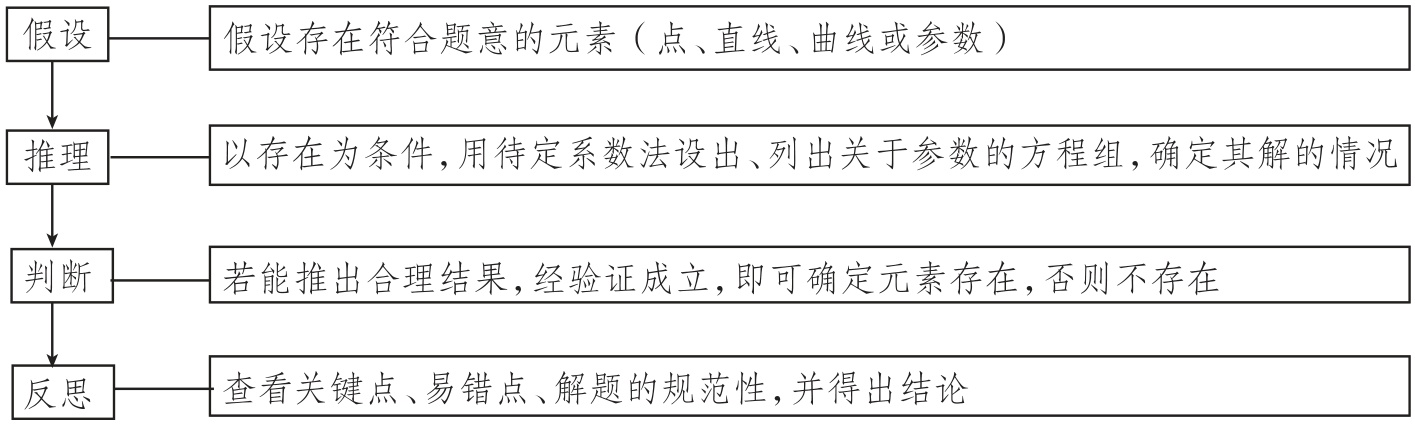 假设
假设存在符合题意的元素（点、直线、曲线或参数）
推理
以存在为条件,用待定系数法设出、列出关于参数的方程组,确定其解的情况
判断
若能推出合理结果,经验证成立,即可确定元素存在,否则不存在
反思
查看关键点、易错点、解题的规范性,并得出结论